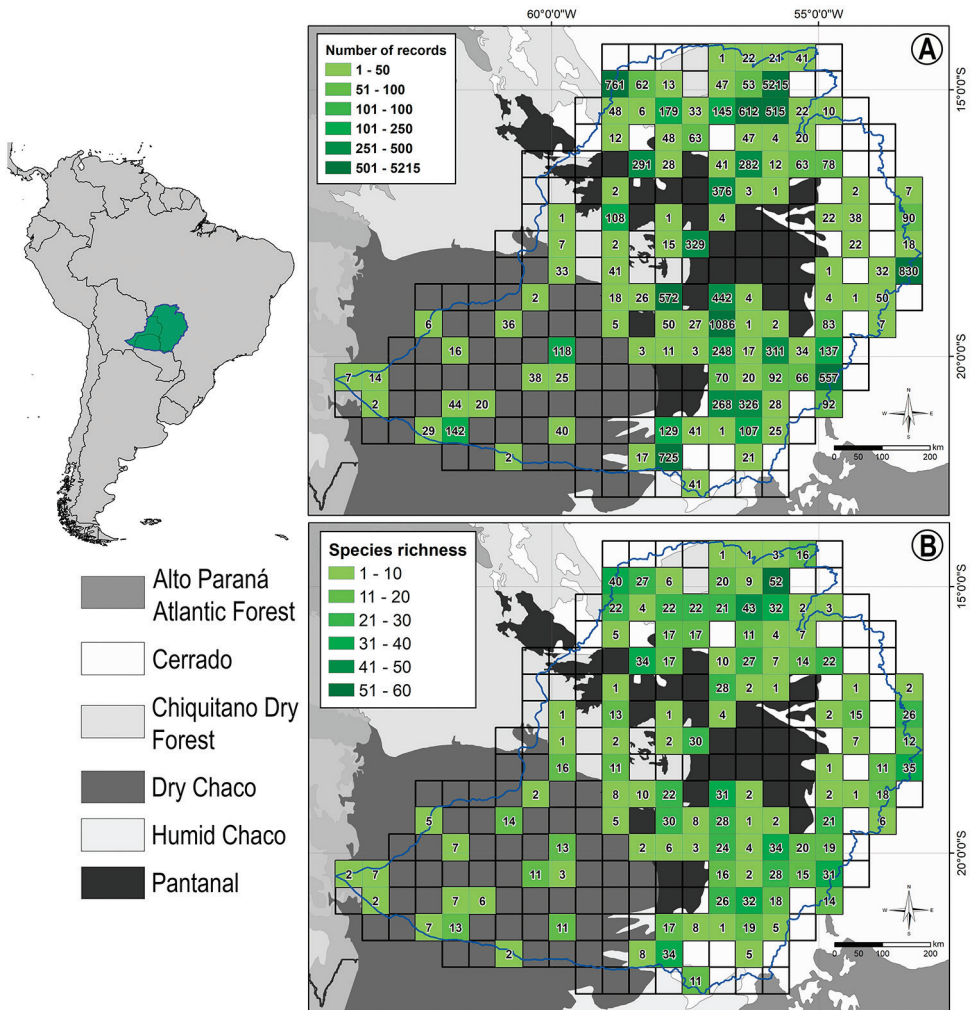 60°0'0"W 55°0'0"W
A
Number of records
1 - 50
51 - 100
101 - 100
101 - 250
251 - 500
501 - 5215
15°0'0"S
20°0'0"S
1 22 21 41
761 62 13 47 53 5215
48 6 179 33 145 612 515 22 10
12 48 63 47 4 20
291 28 41 282 12 63 78
2 376 3 1 2 7
1 108 1 4 22 38 90
7 2 15 329 22 18
33 41 1 32 830
2 18 26 572 442 4 4 1 50
6 36 5 50 27 1086 1 2 83 7
16 118 3 11 3 248 17 311 34 137
7 14 38 25 70 20 92 66 557
2 44 20 268 326 28 92
29 142 40 129 41 1 107 25
2 17 725 21
41
N
W E
S
0 50 100 200
km
B
Species richness
1 - 10
11 - 20
21 - 30
31 - 40
41 - 50
51 - 60
15°0'0"S
20°0'0"S
1 1 3 16
40 27 6 20 9 52
22 4 22 22 21 43 32 2 3
5 17 17 11 4 7
34 17 10 27 7 14 22
1 28 2 1 1 2
1 13 1 4 2 15 26
1 2 2 30 7 12
16 11 1 11 35
2 8 10 22 31 2 2 1 18
5 14 5 30 8 28 1 2 21 6
7 13 2 6 3 24 4 34 20 19
2 7 11 3 16 2 28 15 31
2 7 6 26 32 18 14
7 13 11 17 8 1 19 5
2 8 34 5
11
N
W E
S
0 50 100 200
km
60°0'0"W 55°0'0"W
Alto Paraná
Atlantic Forest
Cerrado
Chiquitano Dry
Forest
Dry Chaco
Humid Chaco
Pantanal